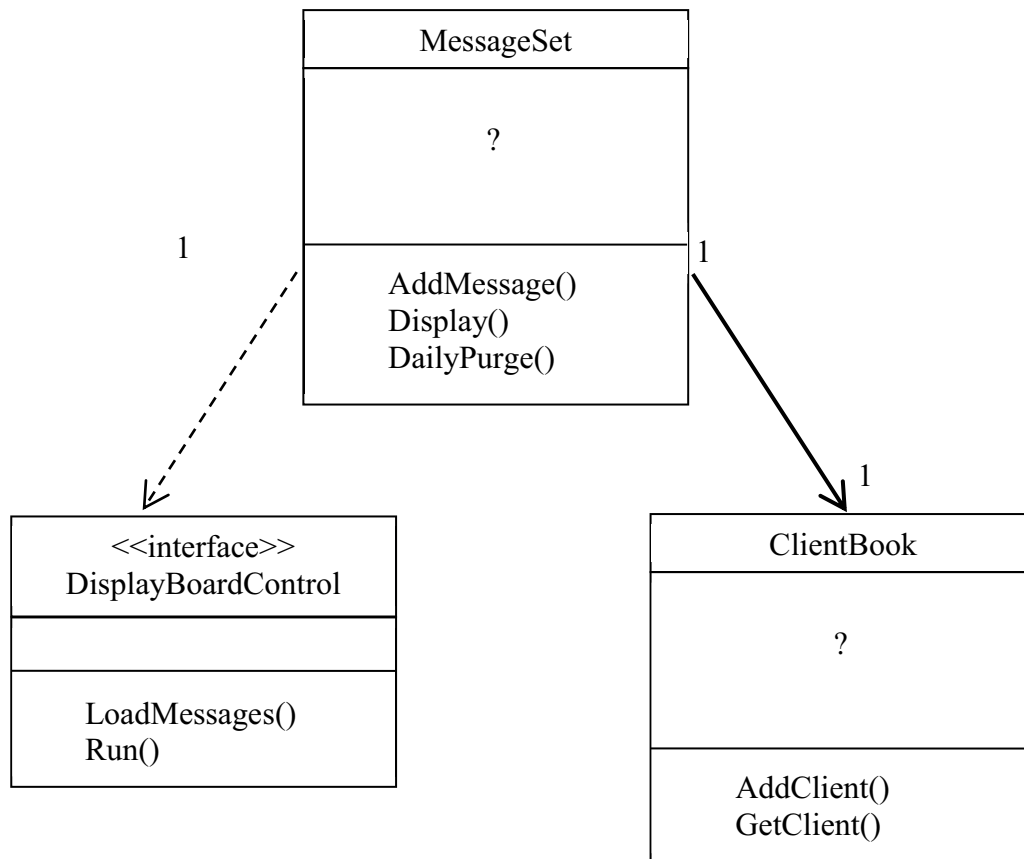 MessageSet
?
1
1
AddMessage()
Display()
DailyPurge()
1
<<interface>>
DisplayBoardControl
LoadMessages()
Run()
ClientBook
?
AddClient()
GetClient()